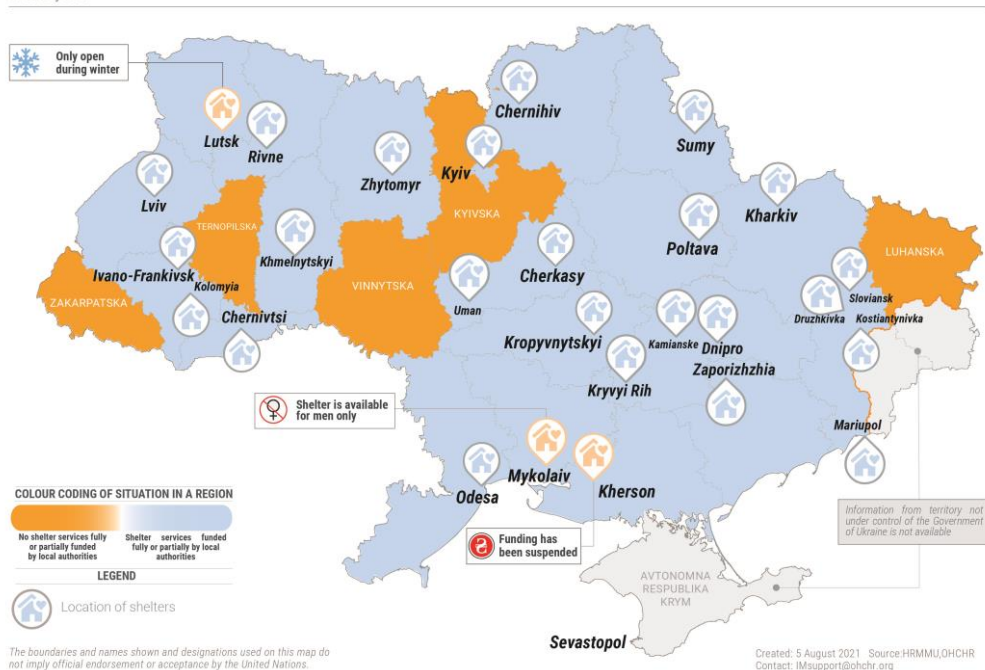 Only open
during winter
Chernihiv
Lutsk
Rivne
Sumy
Zhytomyr
Kyiv
Lviv
Kharkiv
TERNOPILSKA
KYIVSKA
Poltava
LUHANSKA
Khmelnytskyi
Ivano-Frankivsk
Cherkasy
Kolomyia
ZAKARPATSKA
VINNYTSKA
Sloviansk
Uman
Chernivtsi
Druzhkivka
Kostiantynivka
Kropyvnytskyi
Kamianske
Dnipro
Zaporizhzhia
Kryvyi Rih
Shelter is available
for men only
Mariupol
Mykolaiv
Kherson
Odesa
COLOUR CODING OF SITUATION IN A REGION
No shelter services fully
or partially funded
by local authorities
Shelter services funded
fully or partially by local
authorities
Information from territory not
under control of the Government
of Ukraine is not available
Funding has
been suspended
LEGEND
Location of shelters
AVTONOMNA
RESPUBLIKA
KRYM
Sevastopol
The boundaries and names shown and designations used on this map do
not imply official endorsement or acceptance by the United Nations.
Created: 5 August 2021 Source:HRMMU,OHCHR
Contact: IMsupport@ohchr.org